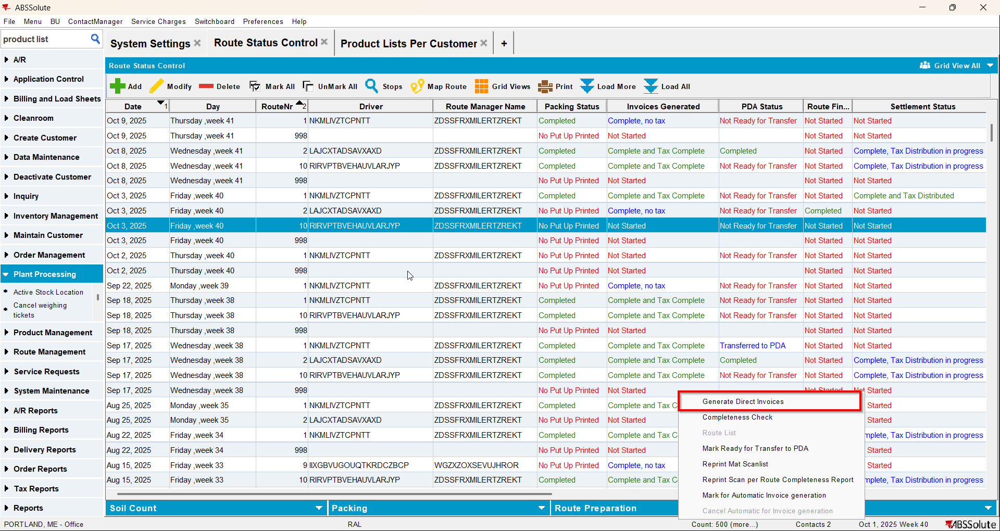 ABSSolute
File Menu BU ContactManager Service Charges Switchboard Preferences Help
product list
System Settings Route Status Control Product Lists Per Customer +
A/R
Application Control
Billing and Load Sheets
Cleanroom
Create Customer
Data Maintenance
Deactivate Customer
Inquiry
Inventory Management
Maintain Customer
Order Management
Plant Processing
Active Stock Location
Cancel weighing
tickets
Product Management
Route Management
Service Requests
System Maintenance
A/R Reports
Billing Reports
Delivery Reports
Order Reports
Tax Reports
Reports
Route Status Control Grid View All
Add Modify Delete Mark All UnMark All Stops Map Route Grid Views Print Load More Load All
Date 1 Day RouteNr 2 Driver Route Manager Name Packing Status Invoices Generated PDA Status Route Fin... Settlement Status
Oct 9, 2025 Thursday ,week 41 1 NKMLIVZTCPNTT ZDSSFRXMILERTZREKT Completed Complete, no tax Not Ready for Transfer Not Started Not Started
Oct 9, 2025 Thursday ,week 41 998 No Put Up Printed Not Started Not Started Not Started
Oct 8, 2025 Wednesday ,week 41 2 LAJCXTADSAVXAXD ZDSSFRXMILERTZREKT Completed Complete and Tax Complete Completed Not Started Complete, Tax Distribution in progress
Oct 8, 2025 Wednesday ,week 41 10 RIRVPTBVEHAUVLARJYP ZDSSFRXMILERTZREKT Completed Complete and Tax Complete Not Ready for Transfer Not Started Complete, Tax Distribution in progress
Oct 8, 2025 Wednesday ,week 41 998 No Put Up Printed Not Started Not Started Not Started
Oct 3, 2025 Friday ,week 40 1 NKMLIVZTCPNTT ZDSSFRXMILERTZREKT Completed Complete and Tax Complete Not Ready for Transfer Not Started Complete and Tax Distributed
Oct 3, 2025 Friday ,week 40 2 LAJCXTADSAVXAXD ZDSSFRXMILERTZREKT No Put Up Printed Complete, no tax Not Ready for Transfer Completed Not Started
Oct 3, 2025 Friday ,week 40 10 RIRVPTBVEHAUVLARJYP ZDSSFRXMILERTZREKT No Put Up Printed Not Started Not Ready for Transfer Not Started Not Started
Oct 3, 2025 Friday ,week 40 998 No Put Up Printed Not Started Not Started Not Started
Oct 2, 2025 Thursday ,week 40 1 NKMLIVZTCPNTT ZDSSFRXMILERTZREKT No Put Up Printed Not Started Not Ready for Transfer Not Started Not Started
Oct 2, 2025 Thursday ,week 40 998 No Put Up Printed Not Started Not Started Not Started
Sep 22, 2025 Monday ,week 39 1 NKMLIVZTCPNTT ZDSSFRXMILERTZREKT No Put Up Printed Complete, no tax Not Ready for Transfer Not Started Not Started
Sep 18, 2025 Thursday ,week 38 1 NKMLIVZTCPNTT ZDSSFRXMILERTZREKT Completed Complete and Tax Complete Not Ready for Transfer Not Started Not Started
Sep 18, 2025 Thursday ,week 38 10 RIRVPTBVEHAUVLARJYP ZDSSFRXMILERTZREKT Completed Complete and Tax Complete Not Ready for Transfer Not Started Not Started
Sep 18, 2025 Thursday ,week 38 998 No Put Up Printed Not Started Not Started Not Started
Sep 17, 2025 Wednesday ,week 38 1 NKMLIVZTCPNTT ZDSSFRXMILERTZREKT Completed Complete and Tax Complete Transferred to PDA Not Started Not Started
Sep 17, 2025 Wednesday ,week 38 2 LAJCXTADSAVXAXD ZDSSFRXMILERTZREKT Completed Complete and Tax Complete Completed Not Started Complete, Tax Distribution in progress
Sep 17, 2025 Wednesday ,week 38 10 RIRVPTBVEHAUVLARJYP ZDSSFRXMILERTZREKT Completed Complete and Tax Complete Not Ready for Transfer Not Started Complete, Tax Distribution in progress
Sep 17, 2025 Wednesday ,week 38 998 No Put Up Printed Not Started Not Started Not Started
Aug 25, 2025 Monday ,week 35 1 NKMLIVZTCPNTT ZDSSFRXMILERTZREKT Completed Complete and Tax C Started
Aug 25, 2025 Monday ,week 35 2 LAJCXTADSAVXAXD ZDSSFRXMILERTZREKT No Put Up Printed Not Started Started
Aug 22, 2025 Friday ,week 34 1 NKMLIVZTCPNTT ZDSSFRXMILERTZREKT Completed Complete and Tax C mplete, Tax Distribution in progress
Aug 22, 2025 Friday ,week 34 998 No Put Up Printed Not Started Started
Aug 15, 2025 Friday ,week 33 9 IIXGBVUGOUQTKRDCZBCP WGZXZOXSEVUJHROR No Put Up Printed Complete, no tax Started
Aug 15, 2025 Friday ,week 33 10 RIRVPTBVEHAUVLARJYP ZDSSFRXMILERTZREKT Completed Complete and Tax C mplete, Tax Distribution in progress
Generate Direct Invoices
Completeness Check
Route List
Mark Ready for Transfer to PDA
Reprint Mat Scanlist
Reprint Scan per Route Completeness Report
Mark for Automatic Invoice generation
Cancel Automatic for Invoice generation
Soil Count Packing Route Preparation
PORTLAND, ME - Office RAL Count: 500 (more...) Contacts 2 Oct 1, 2025 Week 40 ABSSolute